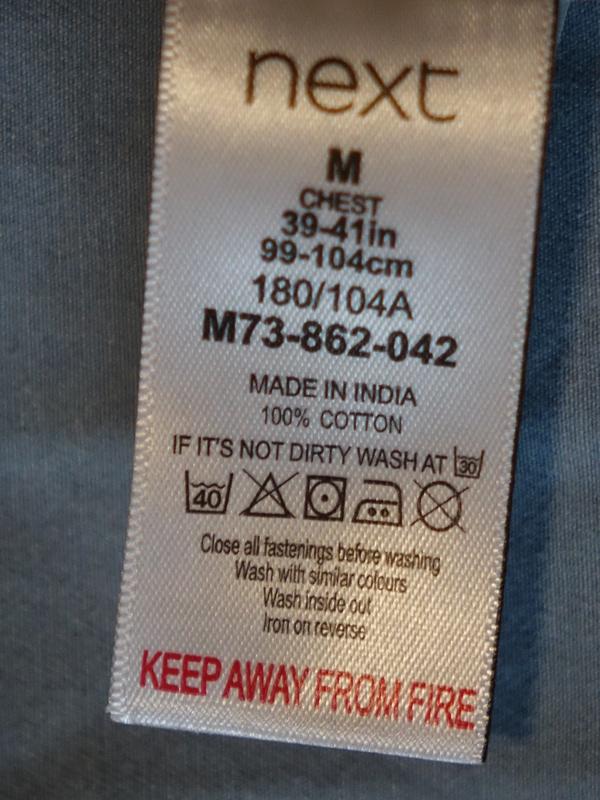 next
M
CHEST
39-41in
99-104cm
180/104A
M73-862-042
MADE IN INDIA
100% COTTON
IF IT'S NOT DIRTY WASH AT 30
40
Close all fastenings before washing
Wash with similar colours
Wash inside out
Iron on reverse
KEEP AWAY FROM FIRE